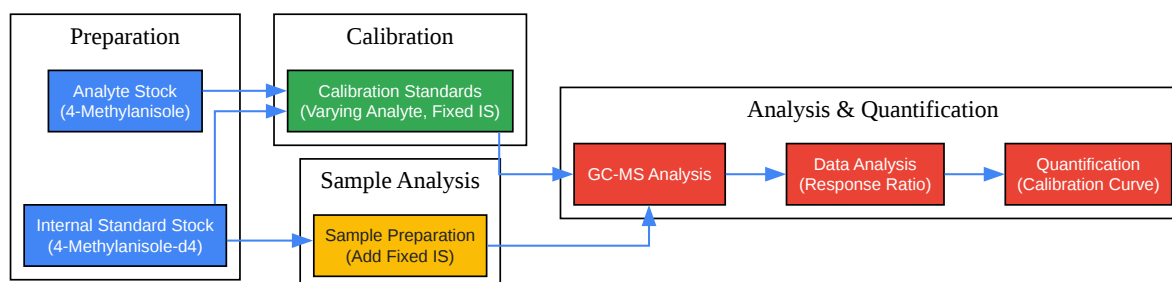 Preparation
Analyte Stock
(4-Methylanisole)
Internal Standard Stock
(4-Methylanisole-d4)
Calibration
Calibration Standards
(Varying Analyte, Fixed IS)
Sample Analysis
Sample Preparation
(Add Fixed IS)
Analysis & Quantification
GC-MS Analysis
Data Analysis
(Response Ratio)
Quantification
(Calibration Curve)